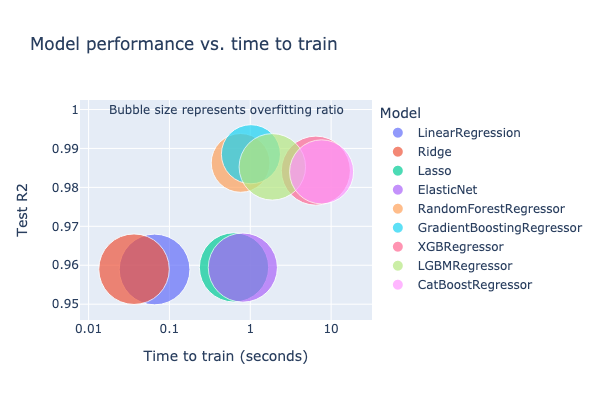 Model performance vs. time to train
Bubble size represents overfitting ratio
Model
LinearRegression
Ridge
Lasso
ElasticNet
RandomForestRegressor
GradientBoostingRegressor
XGBRegressor
LGBMRegressor
CatBoostRegressor
Test R2
1
0.99
0.98
0.97
0.96
0.95
0.01
0.1
1
10
Time to train (seconds)